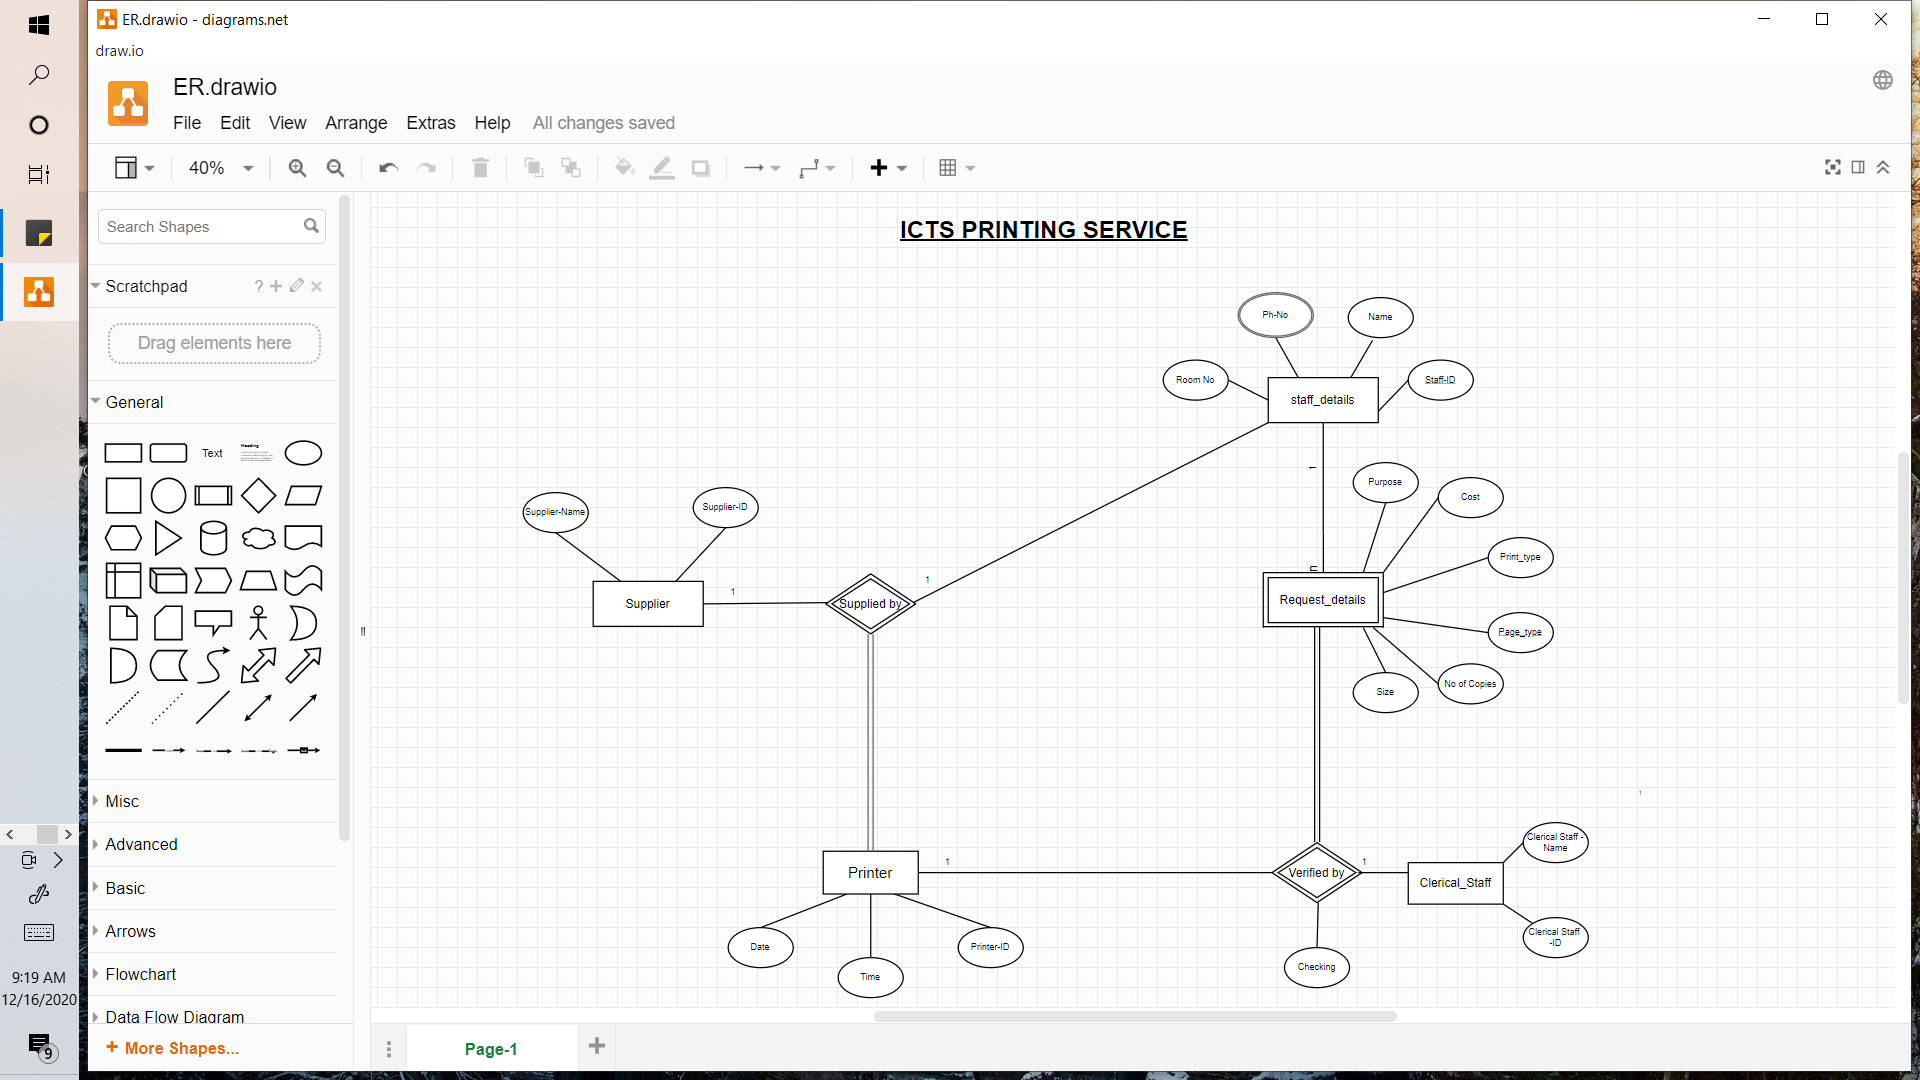 ER.drawio - diagrams.net
draw.io
ER.drawio
File Edit View Arrange Extras Help All changes saved
40%
Search Shapes
Scratchpad
?
Drag elements here
General
Text
Heading
Misc
Advanced
Basic
Arrows
Flowchart
Data Flow Diagram
+ More Shapes...
ICTS PRINTING SERVICE
Ph-No
Name
Room No
Staff-ID
staff_details
1
Purpose
Cost
Supplier-Name
Supplier-ID
Print_type
n
1
1
Supplier
Supplied by
Request_details
Page_type
Size
No of Copies
1
Clerical Staff -
Name
1
1
Printer
Verified by
Clerical_Staff
Clerical Staff
-ID
Date
Time
Printer-ID
Checking
Page-1
9:19 AM
12/16/2020
9